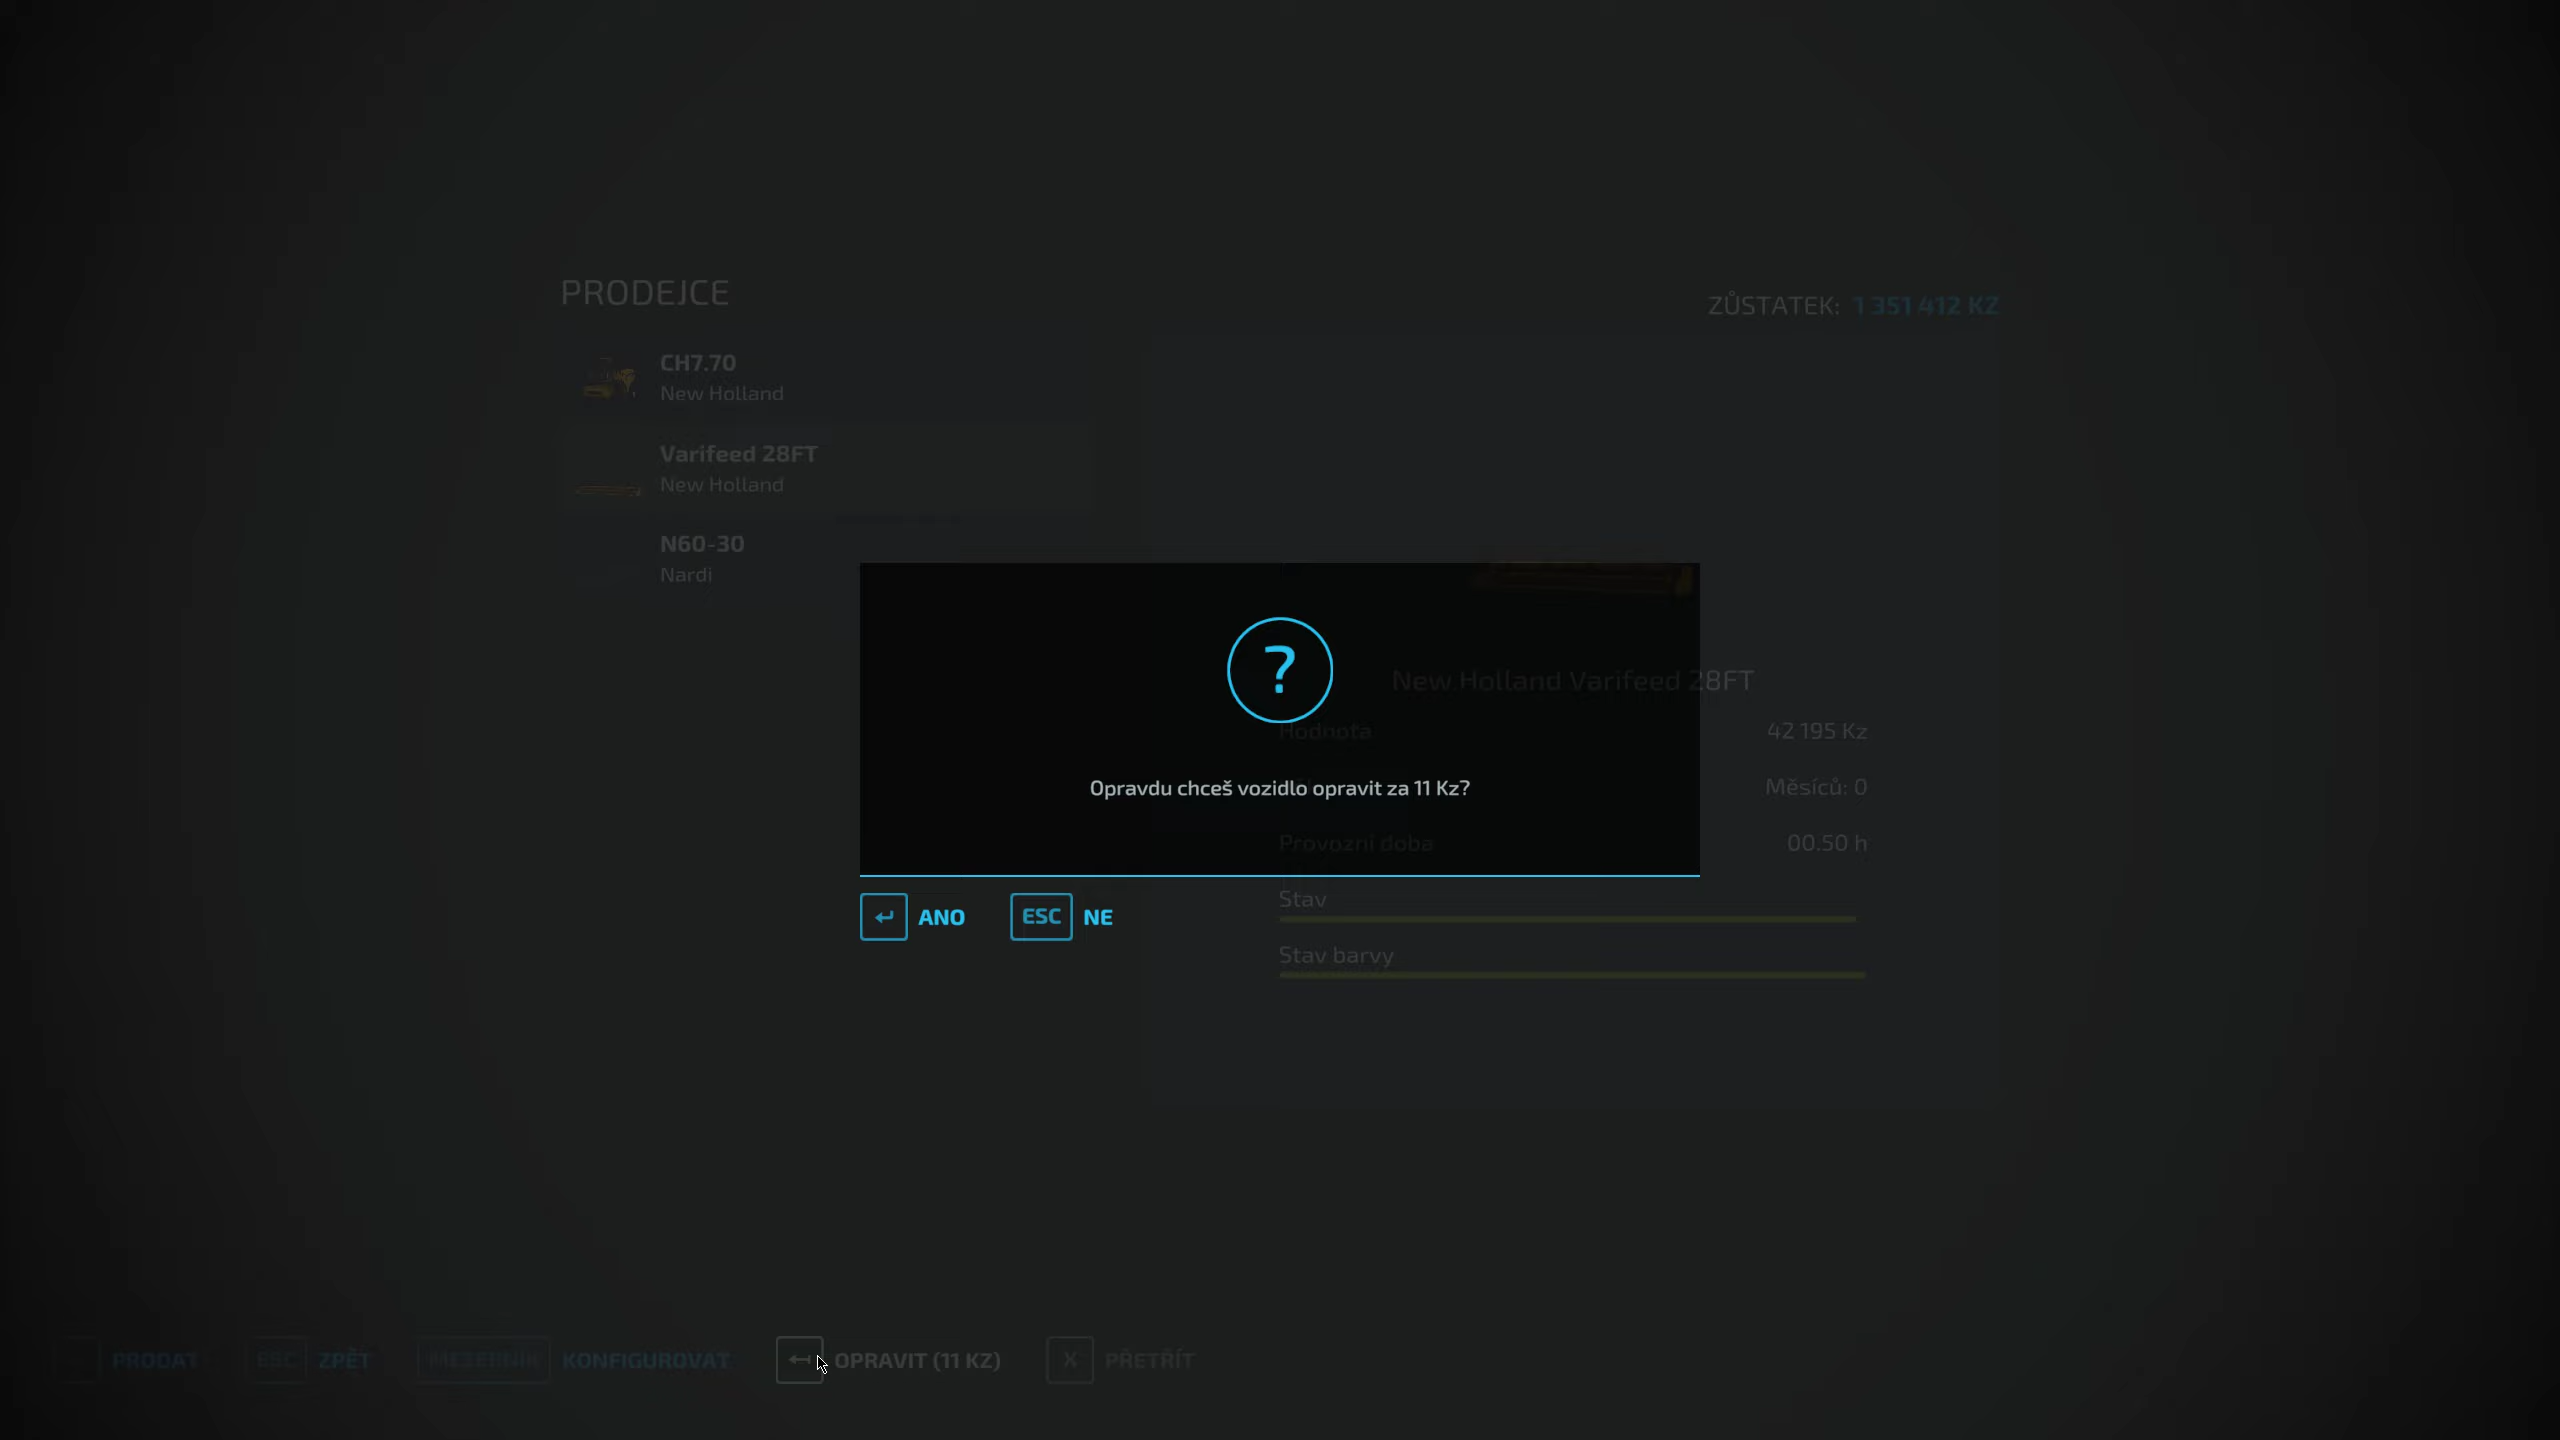 PRODEJCE
ZŮSTATEK: 1 351 412 KZ
CH7.70
New Holland
Varifeed 28FT
New Holland
N60-30
Nardi
?
New Holland Varifeed 28FT
Hodnota 42 195 Kz
Opravdu chceš vozidlo opravit za 11 Kz?
Měsíců: 0
Provozní doba 00.50 h
Stav
ANO
ESC NE
Stav barvy
PRODAT
ESC ZPĚT
MEZERNÍK KONFIGUROVAT
OPRAVIT (11 KZ)
X PŘETŘÍT